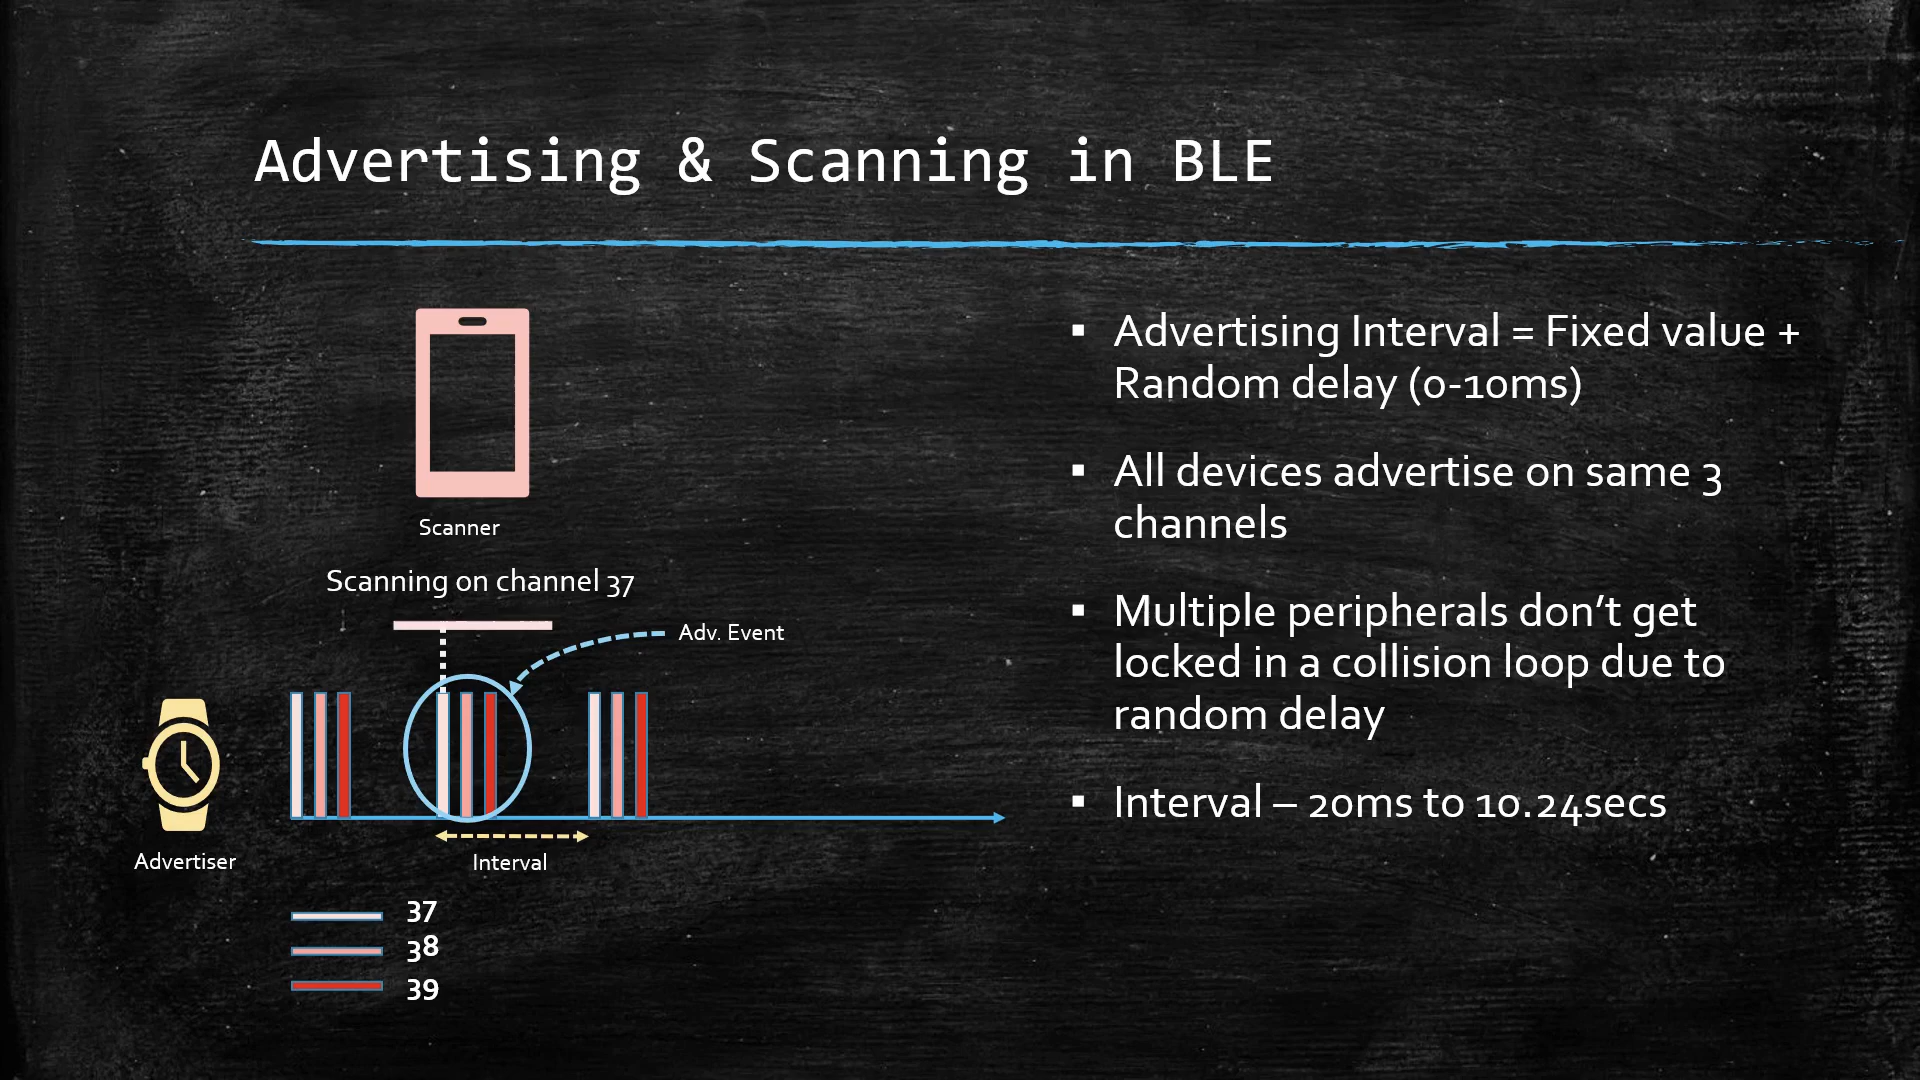 Advertising & Scanning in BLE
Scanner
Scanning on channel 37
Adv. Event
Advertiser
Interval
37
38
39
▪ Advertising Interval = Fixed value +
Random delay (0-10ms)
▪ All devices advertise on same 3
channels
▪ Multiple peripherals don’t get
locked in a collision loop due to
random delay
▪ Interval – 20ms to 10.24secs